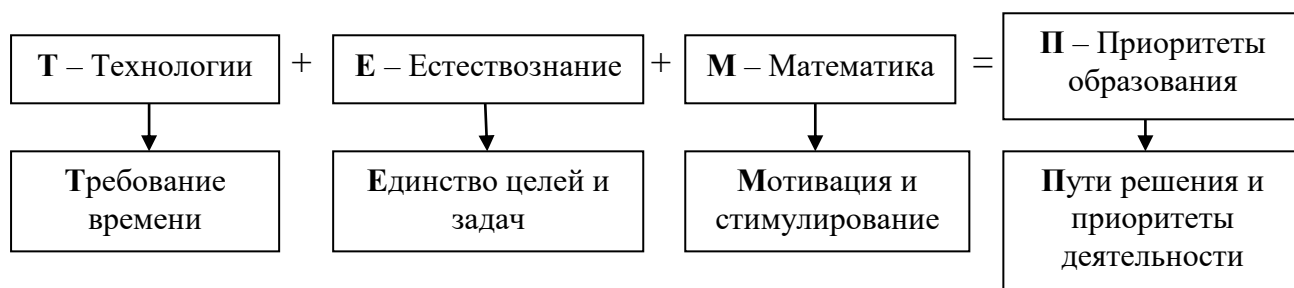 Т – Технологии + Е – Естествознание + М – Математика = П – Приоритеты
образования
Требование
времени
Единство целей и
задач
Мотивация и
стимулирование
Пути решения и
приоритеты
деятельности